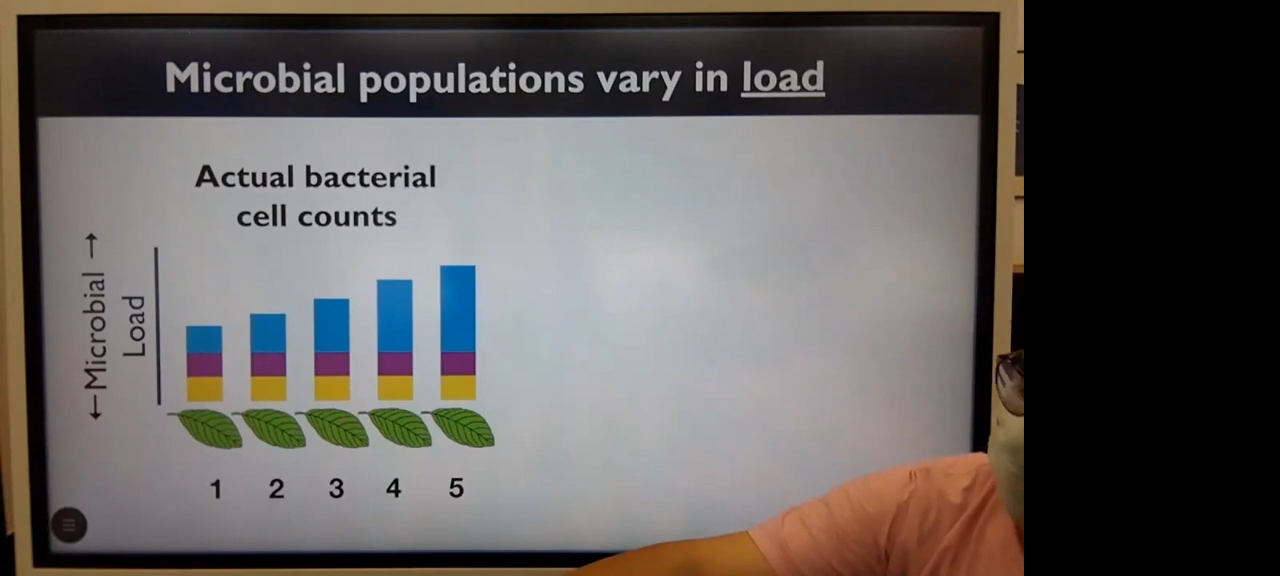 Microbial populations vary in load
Actual bacterial
cell counts
←Microbial →
Load
1 2 3 4 5